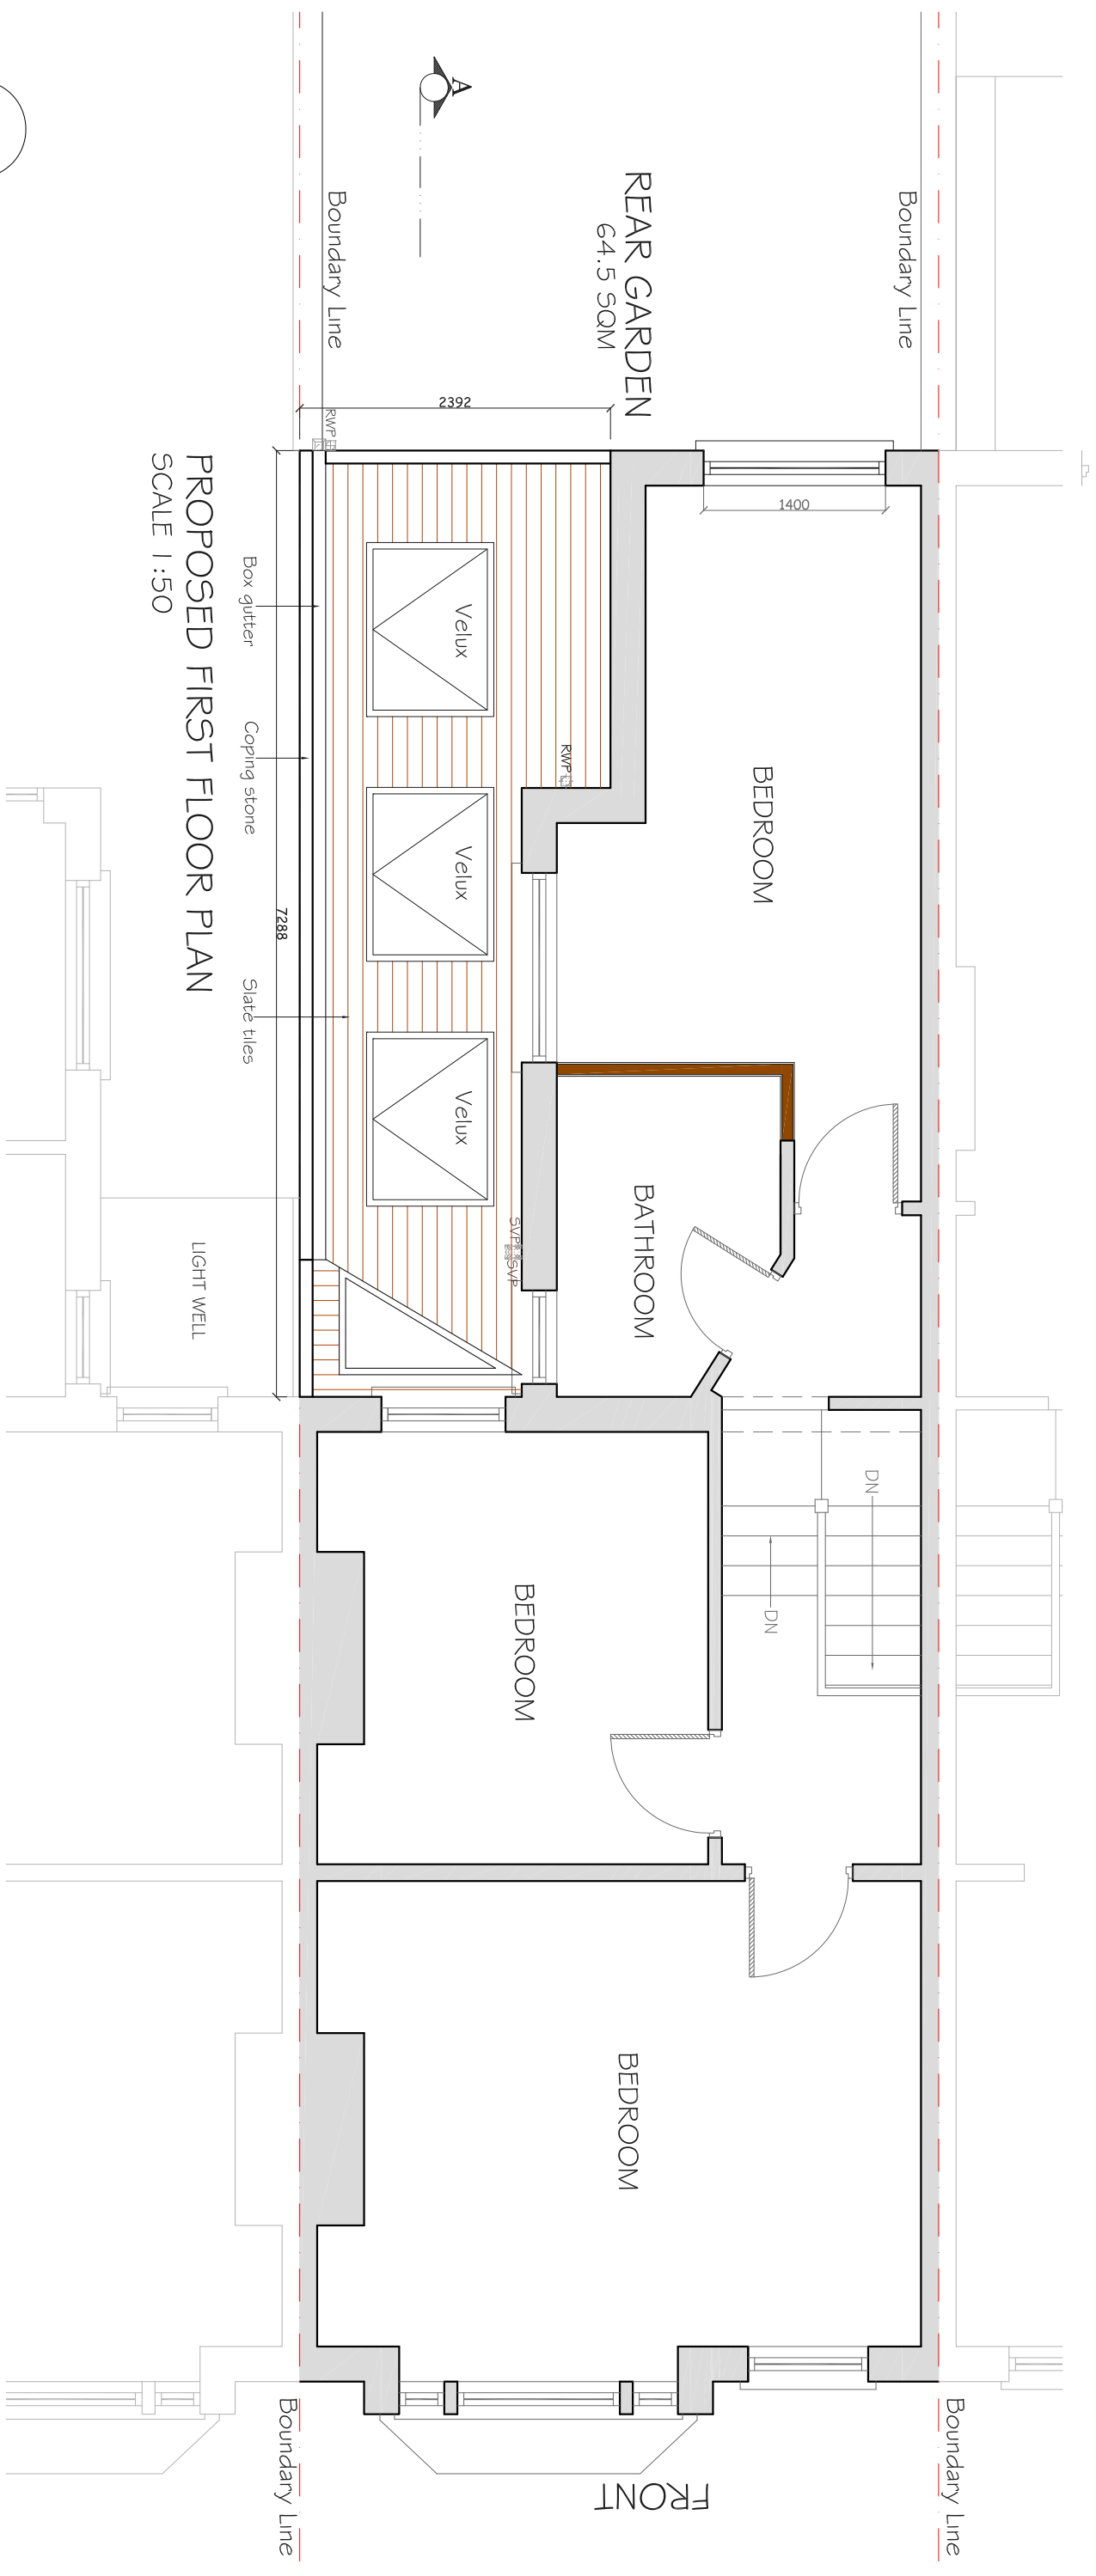 A
REAR GARDEN
64.5 SQM
Boundary Line
Boundary Line
2392
RWP
1400
BEDROOM
Velux
Velux
Velux
RWP
BATHROOM
SVP
SVP
7288
Box gutter
Coping stone
Slate tiles
LIGHT WELL
DN
DN
BEDROOM
BEDROOM
FRONT
Boundary Line
Boundary Line
PROPOSED FIRST FLOOR PLAN
SCALE 1:50